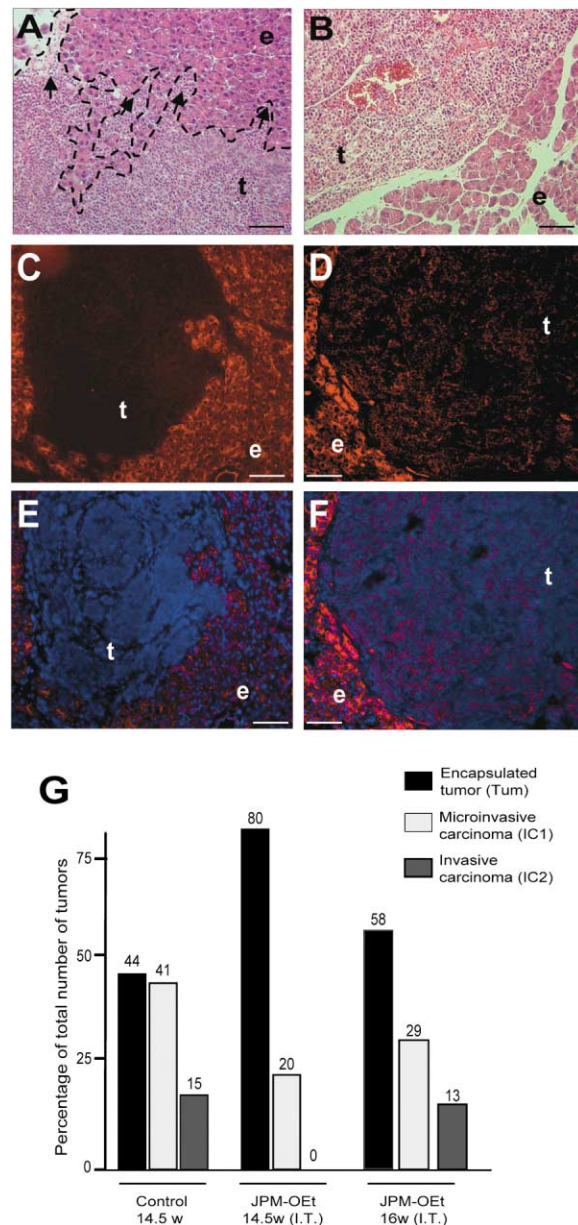 A
e
t
B
t
e
C
t
e
D
t
e
E
t
e
F
t
e
G
Encapsulated
tumor (Tum)
Microinvasive
carcinoma (IC1)
Invasive
carcinoma (IC2)
Percentage of total number of tumors
75
50
25
0
44
41
15
80
20
0
58
29
13
Control
14.5 w
JPM-OEt
14.5w (I.T.)
JPM-OEt
16w (I.T.)